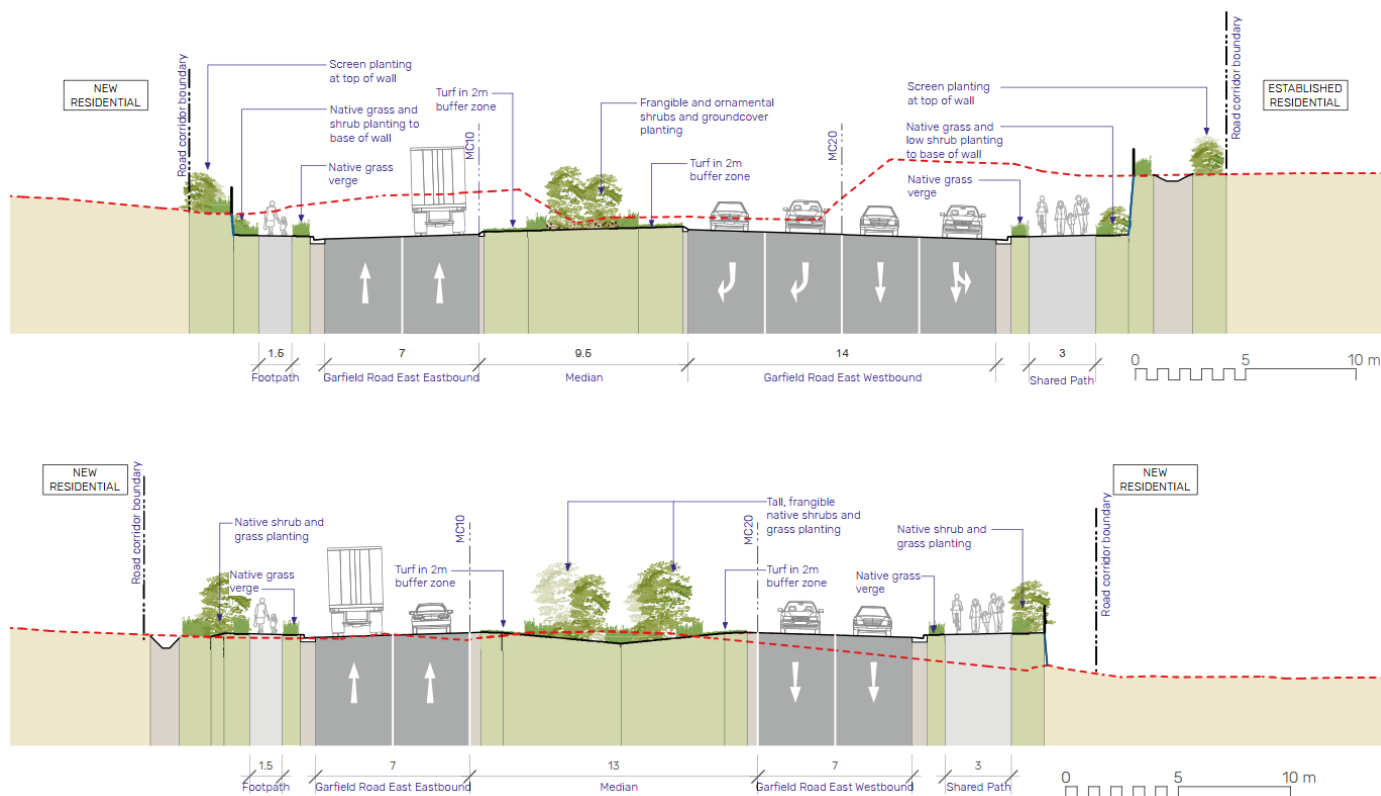 NEW
RESIDENTIAL
Road corridor boundary
Screen planting
at top of wall
Native grass and
shrub planting to
base of wall
Native grass
verge
Turf in 2m
buffer zone
MC10
Frangible and ornamental
shrubs and groundcover
planting
Turf in 2m
buffer zone
MC20
Screen planting
at top of wall
Native grass and
low shrub planting
to base of wall
Native grass
verge
Road corridor boundary
ESTABLISHED
RESIDENTIAL
1.5
7
9.5
14
3
Footpath
Garfield Road East Eastbound
Median
Garfield Road East Westbound
Shared Path
0
5
10 m
NEW
RESIDENTIAL
Road corridor boundary
Native shrub and
grass planting
Native grass
verge
Turf in 2m
buffer zone
MC10
Tall, frangible
native shrubs and
grass planting
MC20
Turf in 2m
buffer zone
Native grass
verge
Native shrub and
grass planting
Road corridor boundary
NEW
RESIDENTIAL
1.5
7
13
7
3
Footpath
Garfield Road East Eastbound
Median
Garfield Road East Westbound
Shared Path
0
5
10 m